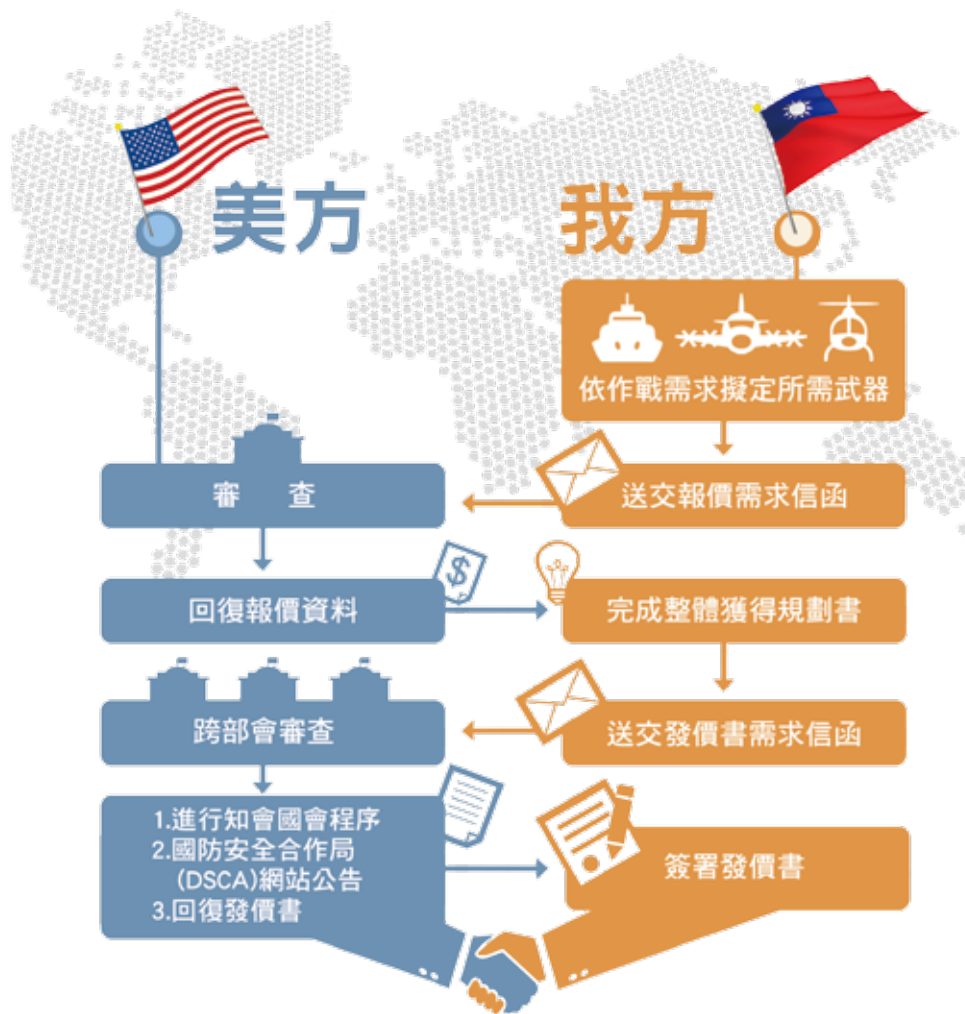 美方
我方
依作戰需求擬定所需武器
審 查
送交報價需求信函
$
回復報價資料
完成整體獲得規劃書
跨部會審查
送交發價書需求信函
1.進行知會國會程序
2.國防安全合作局
(DSCA)網站公告
3.回復發價書
簽署發價書